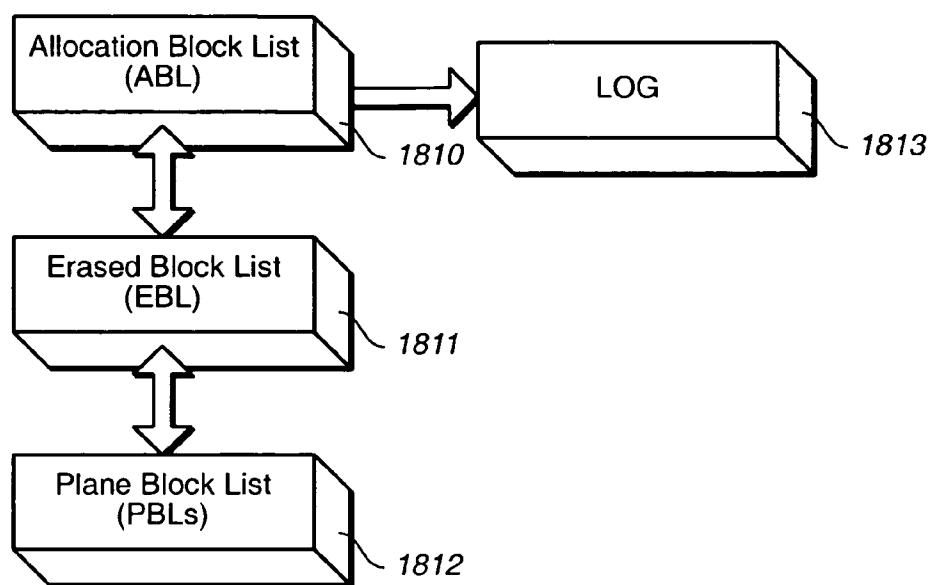 Allocation Block List
(ABL)
LOG
1810
1813
Erased Block List
(EBL)
1811
Plane Block List
(PBLs)
1812